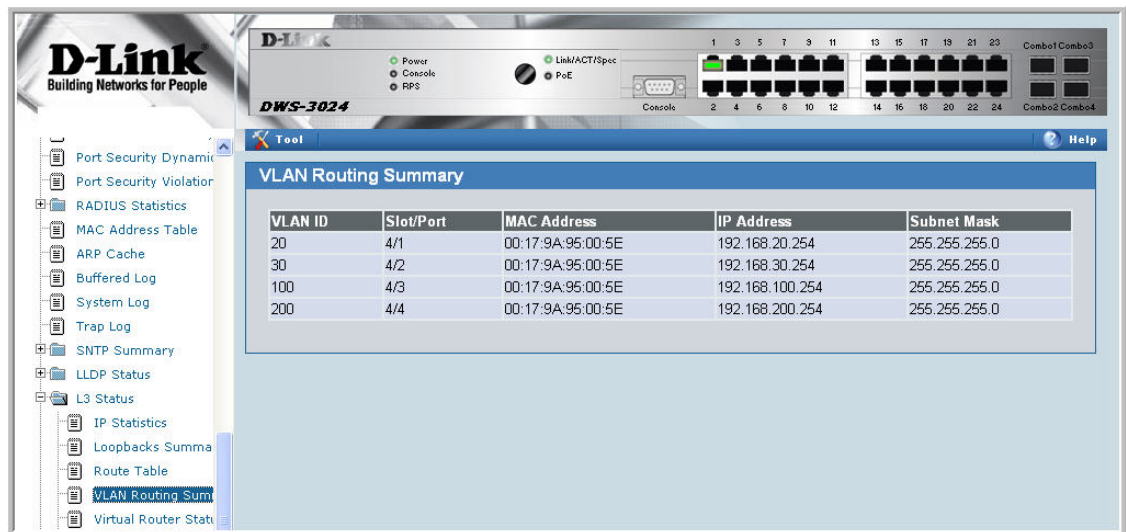 D-Link
Building Networks for People
D-Link
DWS-3024
Power
Console
RPS
Link/ACT/Spec
PoE
Console
1 3 5 7 9 11 13 15 17 19 21 23 Combo1 Combo3
2 4 6 8 10 12 14 16 18 20 22 24 Combo2 Combo4
Tool
Help
Port Security Dynamic
Port Security Violation
RADIUS Statistics
MAC Address Table
ARP Cache
Buffered Log
System Log
Trap Log
SNTP Summary
LLDP Status
L3 Status
IP Statistics
Loopbacks Summa
Route Table
VLAN Routing Sum
Virtual Router Statu
VLAN Routing Summary
VLAN ID Slot/Port MAC Address IP Address Subnet Mask
20 4/1 00:17:9A:95:00:5E 192.168.20.254 255.255.255.0
30 4/2 00:17:9A:95:00:5E 192.168.30.254 255.255.255.0
100 4/3 00:17:9A:95:00:5E 192.168.100.254 255.255.255.0
200 4/4 00:17:9A:95:00:5E 192.168.200.254 255.255.255.0